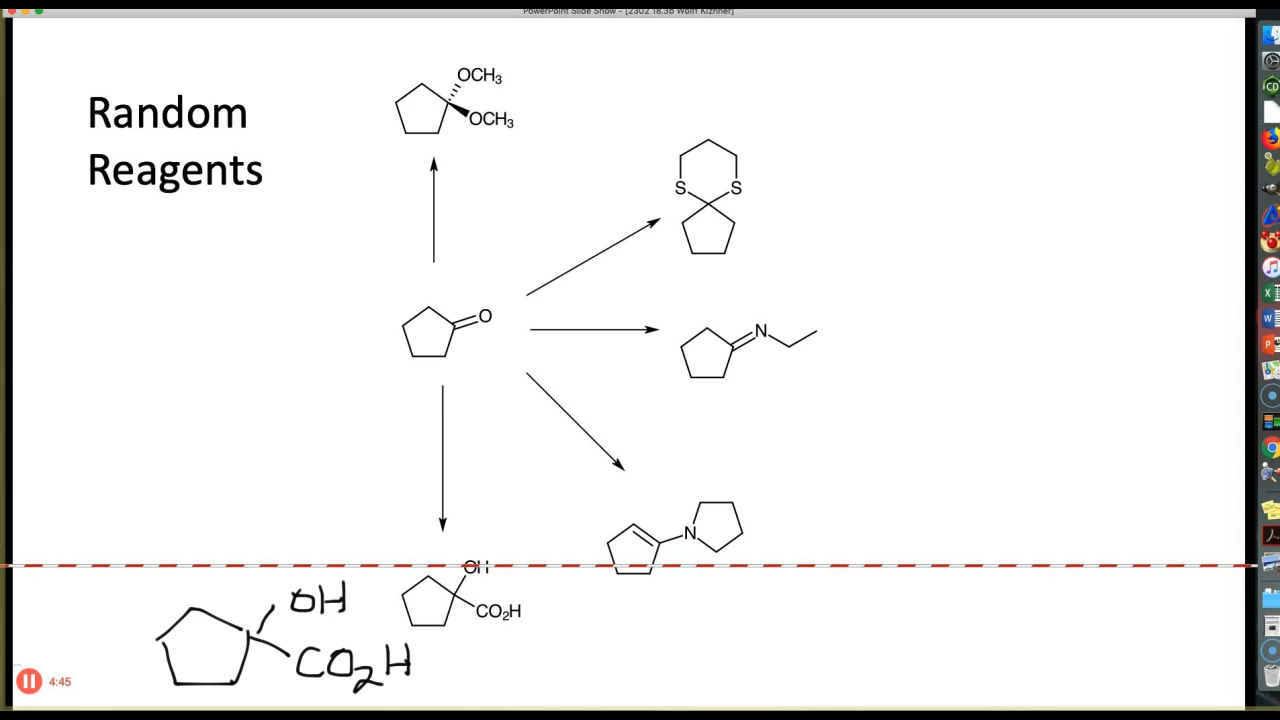 PowerPoint Slide Show - [2302 18.3b Wolff Kizhner]
Random
Reagents
OCH3
OCH3
S
S
O
N
N
OH
CO2H
OH
CO2H
4:45